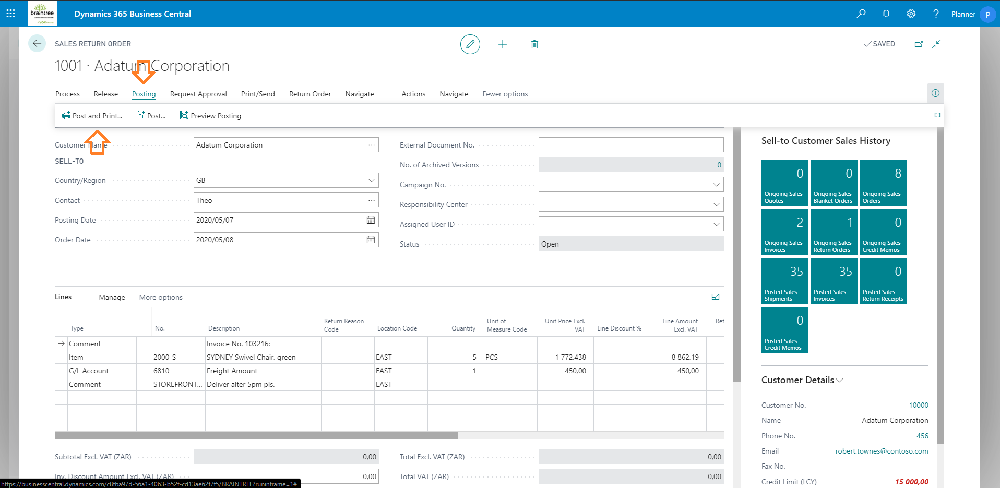 braintree
Dynamics 365 Business Central
Planner
P
SALES RETURN ORDER
SAVED
1001 · Adatum Corporation
Process
Release
Posting
Request Approval
Print/Send
Return Order
Navigate
Actions
Navigate
Fewer options
Post and Print...
Post...
Preview Posting
Customer Name
Adatum Corporation
SELL-TO
Country/Region
GB
Contact
Theo
Posting Date
2020/05/07
Order Date
2020/05/08
External Document No.
No. of Archived Versions
0
Campaign No.
Responsibility Center
Assigned User ID
Status
Open
Lines
Manage
More options
Type
No.
Description
Return Reason
Code
Location Code
Quantity
Unit of
Measure Code
Unit Price Excl.
VAT
Line Discount %
Line Amount
Excl. VAT
Ret
Comment
Invoice No. 103216:
Item
2000-S
SYDNEY Swivel Chair, green
EAST
5
PCS
1 772,438
8 862,19
G/L Account
6810
Freight Amount
EAST
1
450,00
450,00
Comment
STOREFRONT...
Deliver alter 5pm pls.
EAST
Subtotal Excl. VAT (ZAR)
0,00
Inv. Discount Amount Excl. VAT (ZAR)
0,00
Total Excl. VAT (ZAR)
0,00
Total VAT (ZAR)
0,00
Sell-to Customer Sales History
0
Ongoing Sales
Quotes
0
Ongoing Sales
Blanket Orders
8
Ongoing Sales
Orders
2
Ongoing Sales
Invoices
1
Ongoing Sales
Return Orders
0
Ongoing Sales
Credit Memos
35
Posted Sales
Shipments
35
Posted Sales
Invoices
0
Posted Sales
Return Receipts
0
Posted Sales
Credit Memos
Customer Details
Customer No.
10000
Name
Adatum Corporation
Phone No.
456
Email
robert.townes@contoso.com
Fax No.
Credit Limit (LCY)
15 000,00
https://businesscentral.dynamics.com/c8fba97d-56a1-40b3-b52f-cd13ae62f7f5/BRAINTREE?runinframe=1#